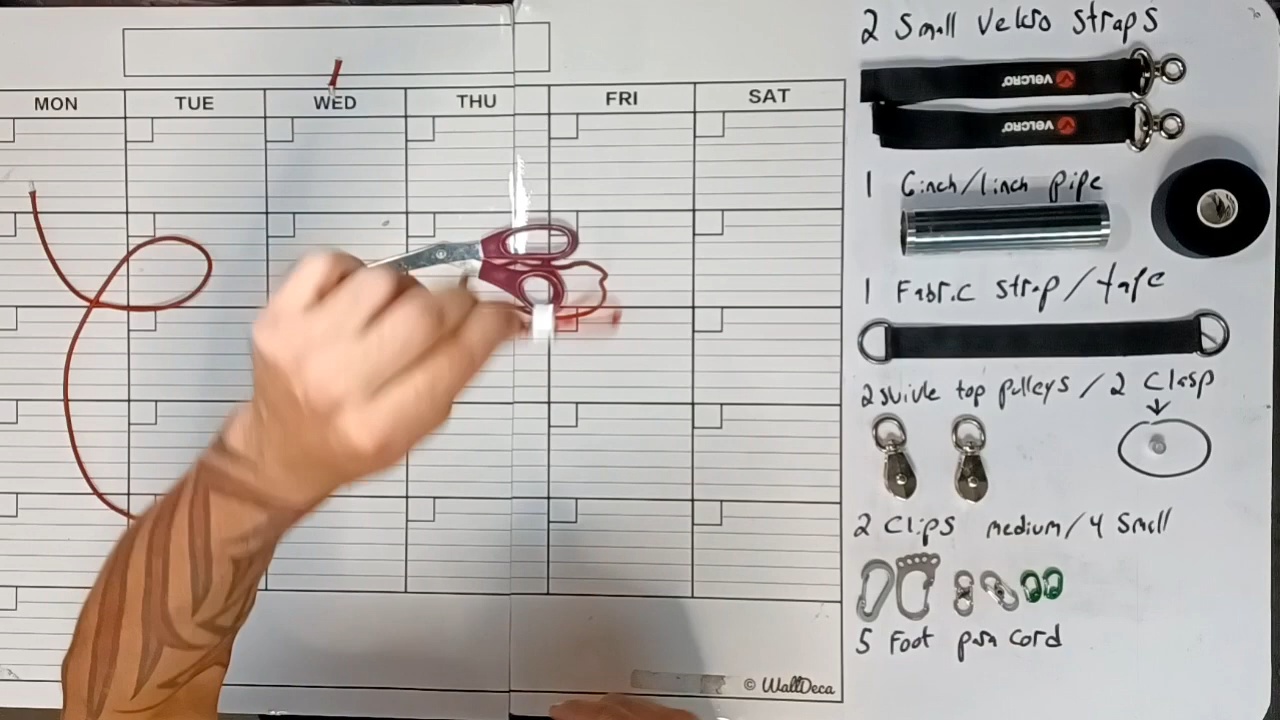 MON TUE WED THU FRI SAT
© WallDeca
2 Small Velcro Straps
VELCRO
VELCRO
1 6inch/1inch pipe
1 Fabric strap/tape
2 swivle top pulleys / 2 Clasp
2 Clips medium/4 Small
5 Foot para cord